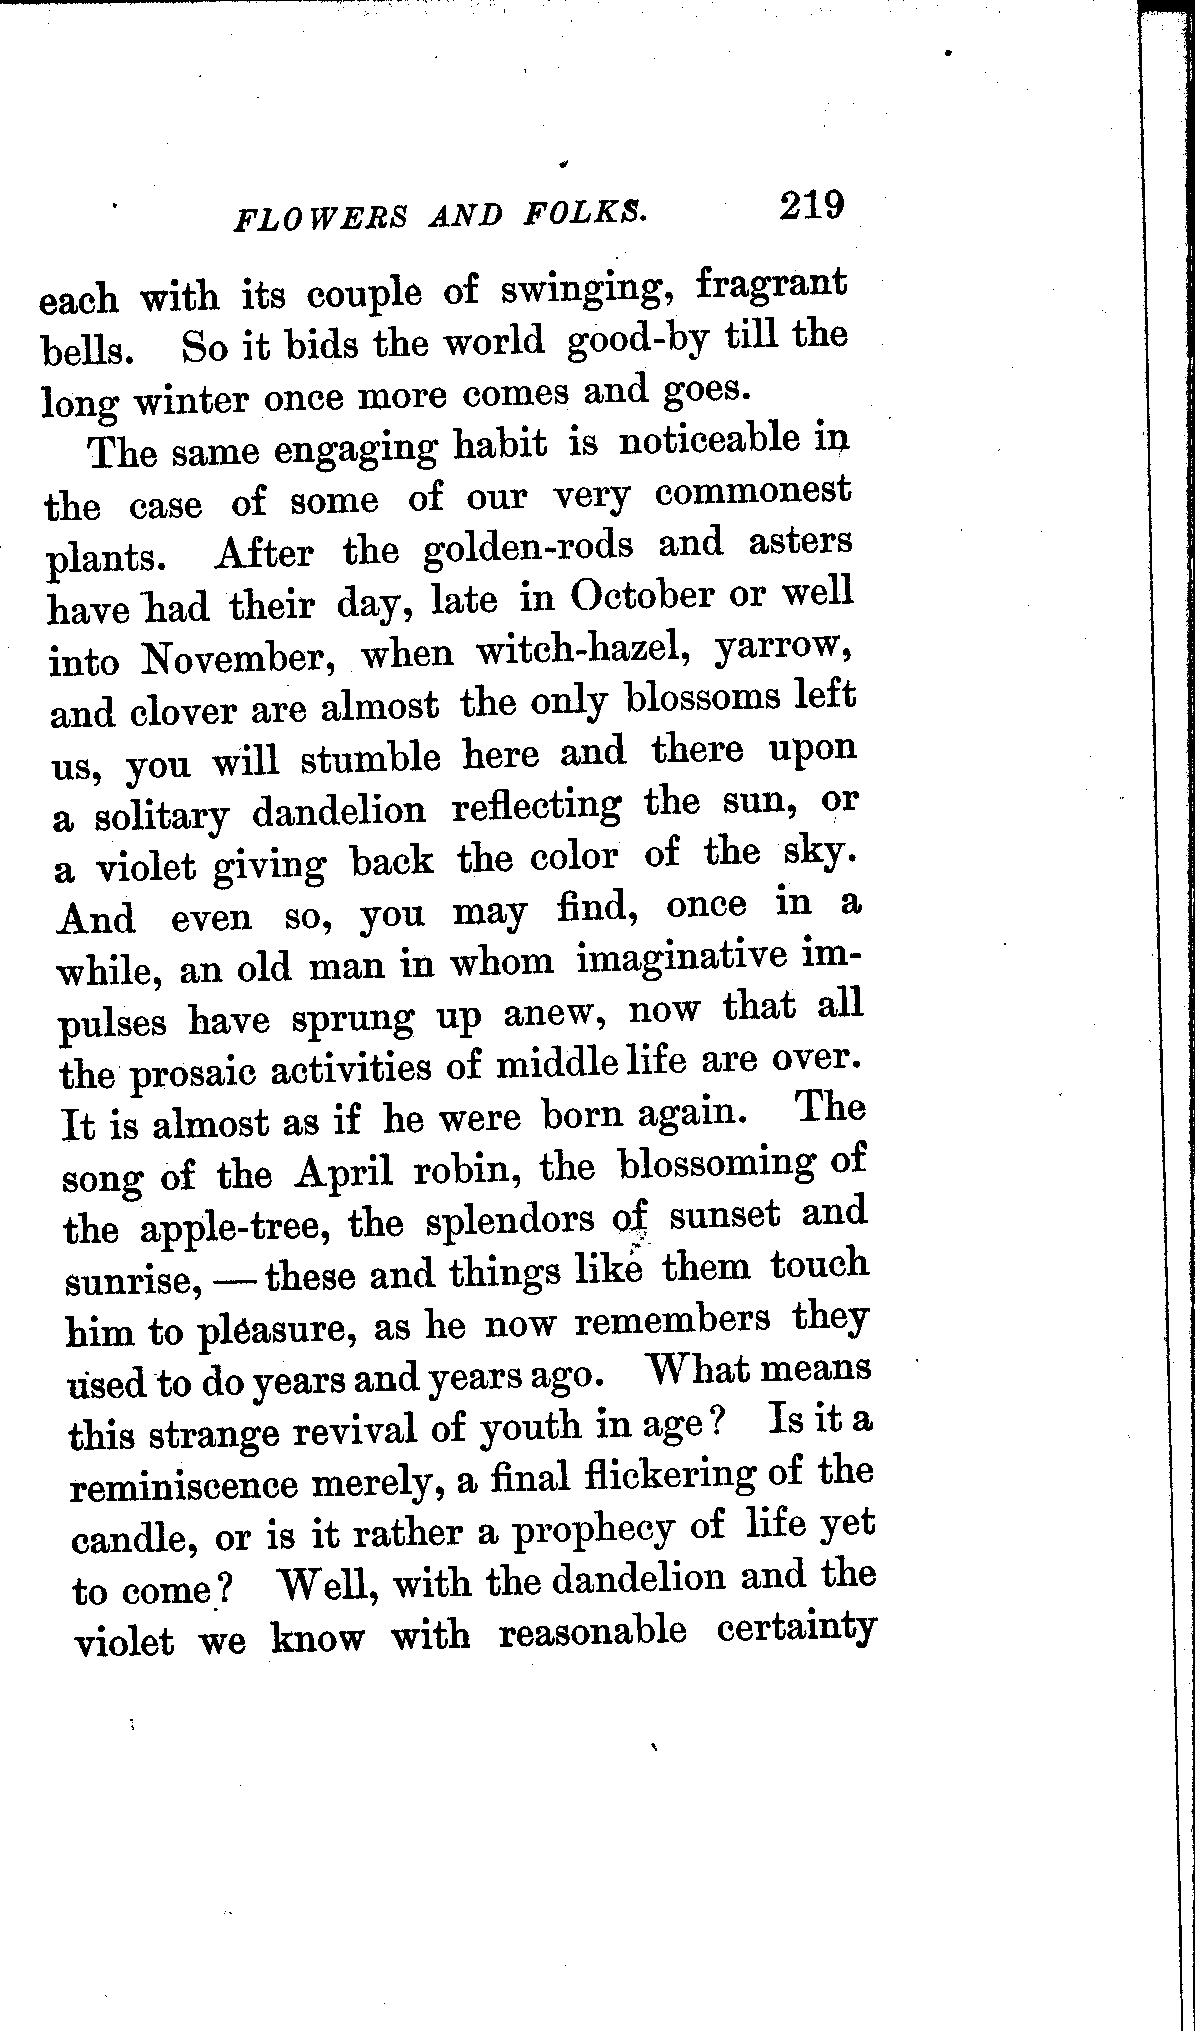 FLOWERS AND FOLKS. 219
each with its couple of swinging, fragrant
bells. So it bids the world good-by till the
long winter once more comes and goes.
The same engaging habit is noticeable in
the case of some of our very commonest
plants. After the golden-rods and asters
have had their day, late in October or well
into November, when witch-hazel, yarrow,
and clover are almost the only blossoms left
us, you will stumble here and there upon
a solitary dandelion reflecting the sun, or
a violet giving back the color of the sky.
And even so, you may find, once in a
while, an old man in whom imaginative im-
pulses have sprung up anew, now that all
the prosaic activities of middle life are over.
It is almost as if he were born again. The
song of the April robin, the blossoming of
the apple-tree, the splendors of sunset and
sunrise, — these and things like them touch
him to pleasure, as he now remembers they
used to do years and years ago. What means
this strange revival of youth in age? Is it a
reminiscence merely, a final flickering of the
candle, or is it rather a prophecy of life yet
to come? Well, with the dandelion and the
violet we know with reasonable certainty